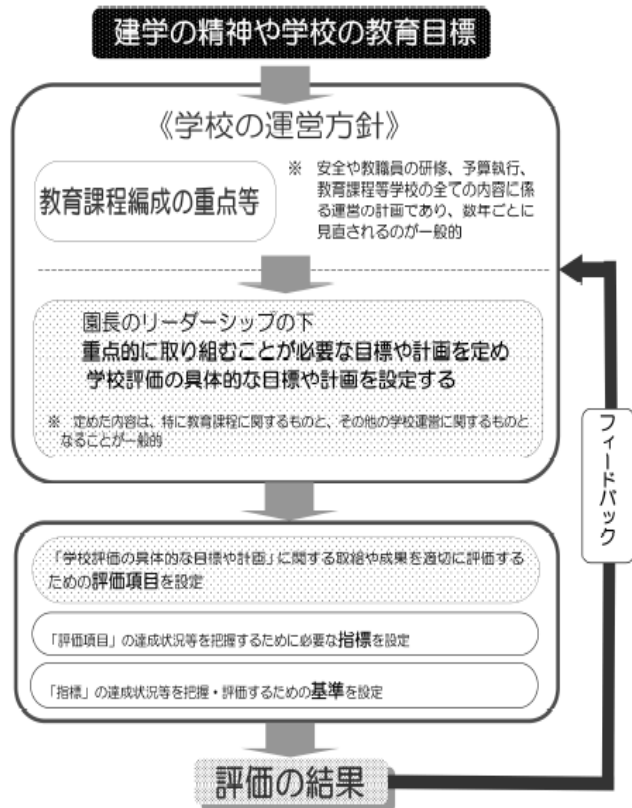 建学の精神や学校の教育目標
《学校の運営方針》
教育課程編成の重点等
※　安全や教職員の研修、予算執行、
教育課程等学校の全ての内容に係
る運営の計画であり、数年ごとに
見直されるのが一般的
園長のリーダーシップの下
重点的に取り組むことが必要な目標や計画を定め
学校評価の具体的な目標や計画を設定する
※　定めた内容は、特に教育課程に関するものと、その他の学校運営に関するものと
なることが一般的
フィードバック
「学校評価の具体的な目標や計画」に関する取組や成果を適切に評価する
ための評価項目を設定
「評価項目」の達成状況等を把握するために必要な指標を設定
「指標」の達成状況等を把握・評価するための基準を設定
評価の結果